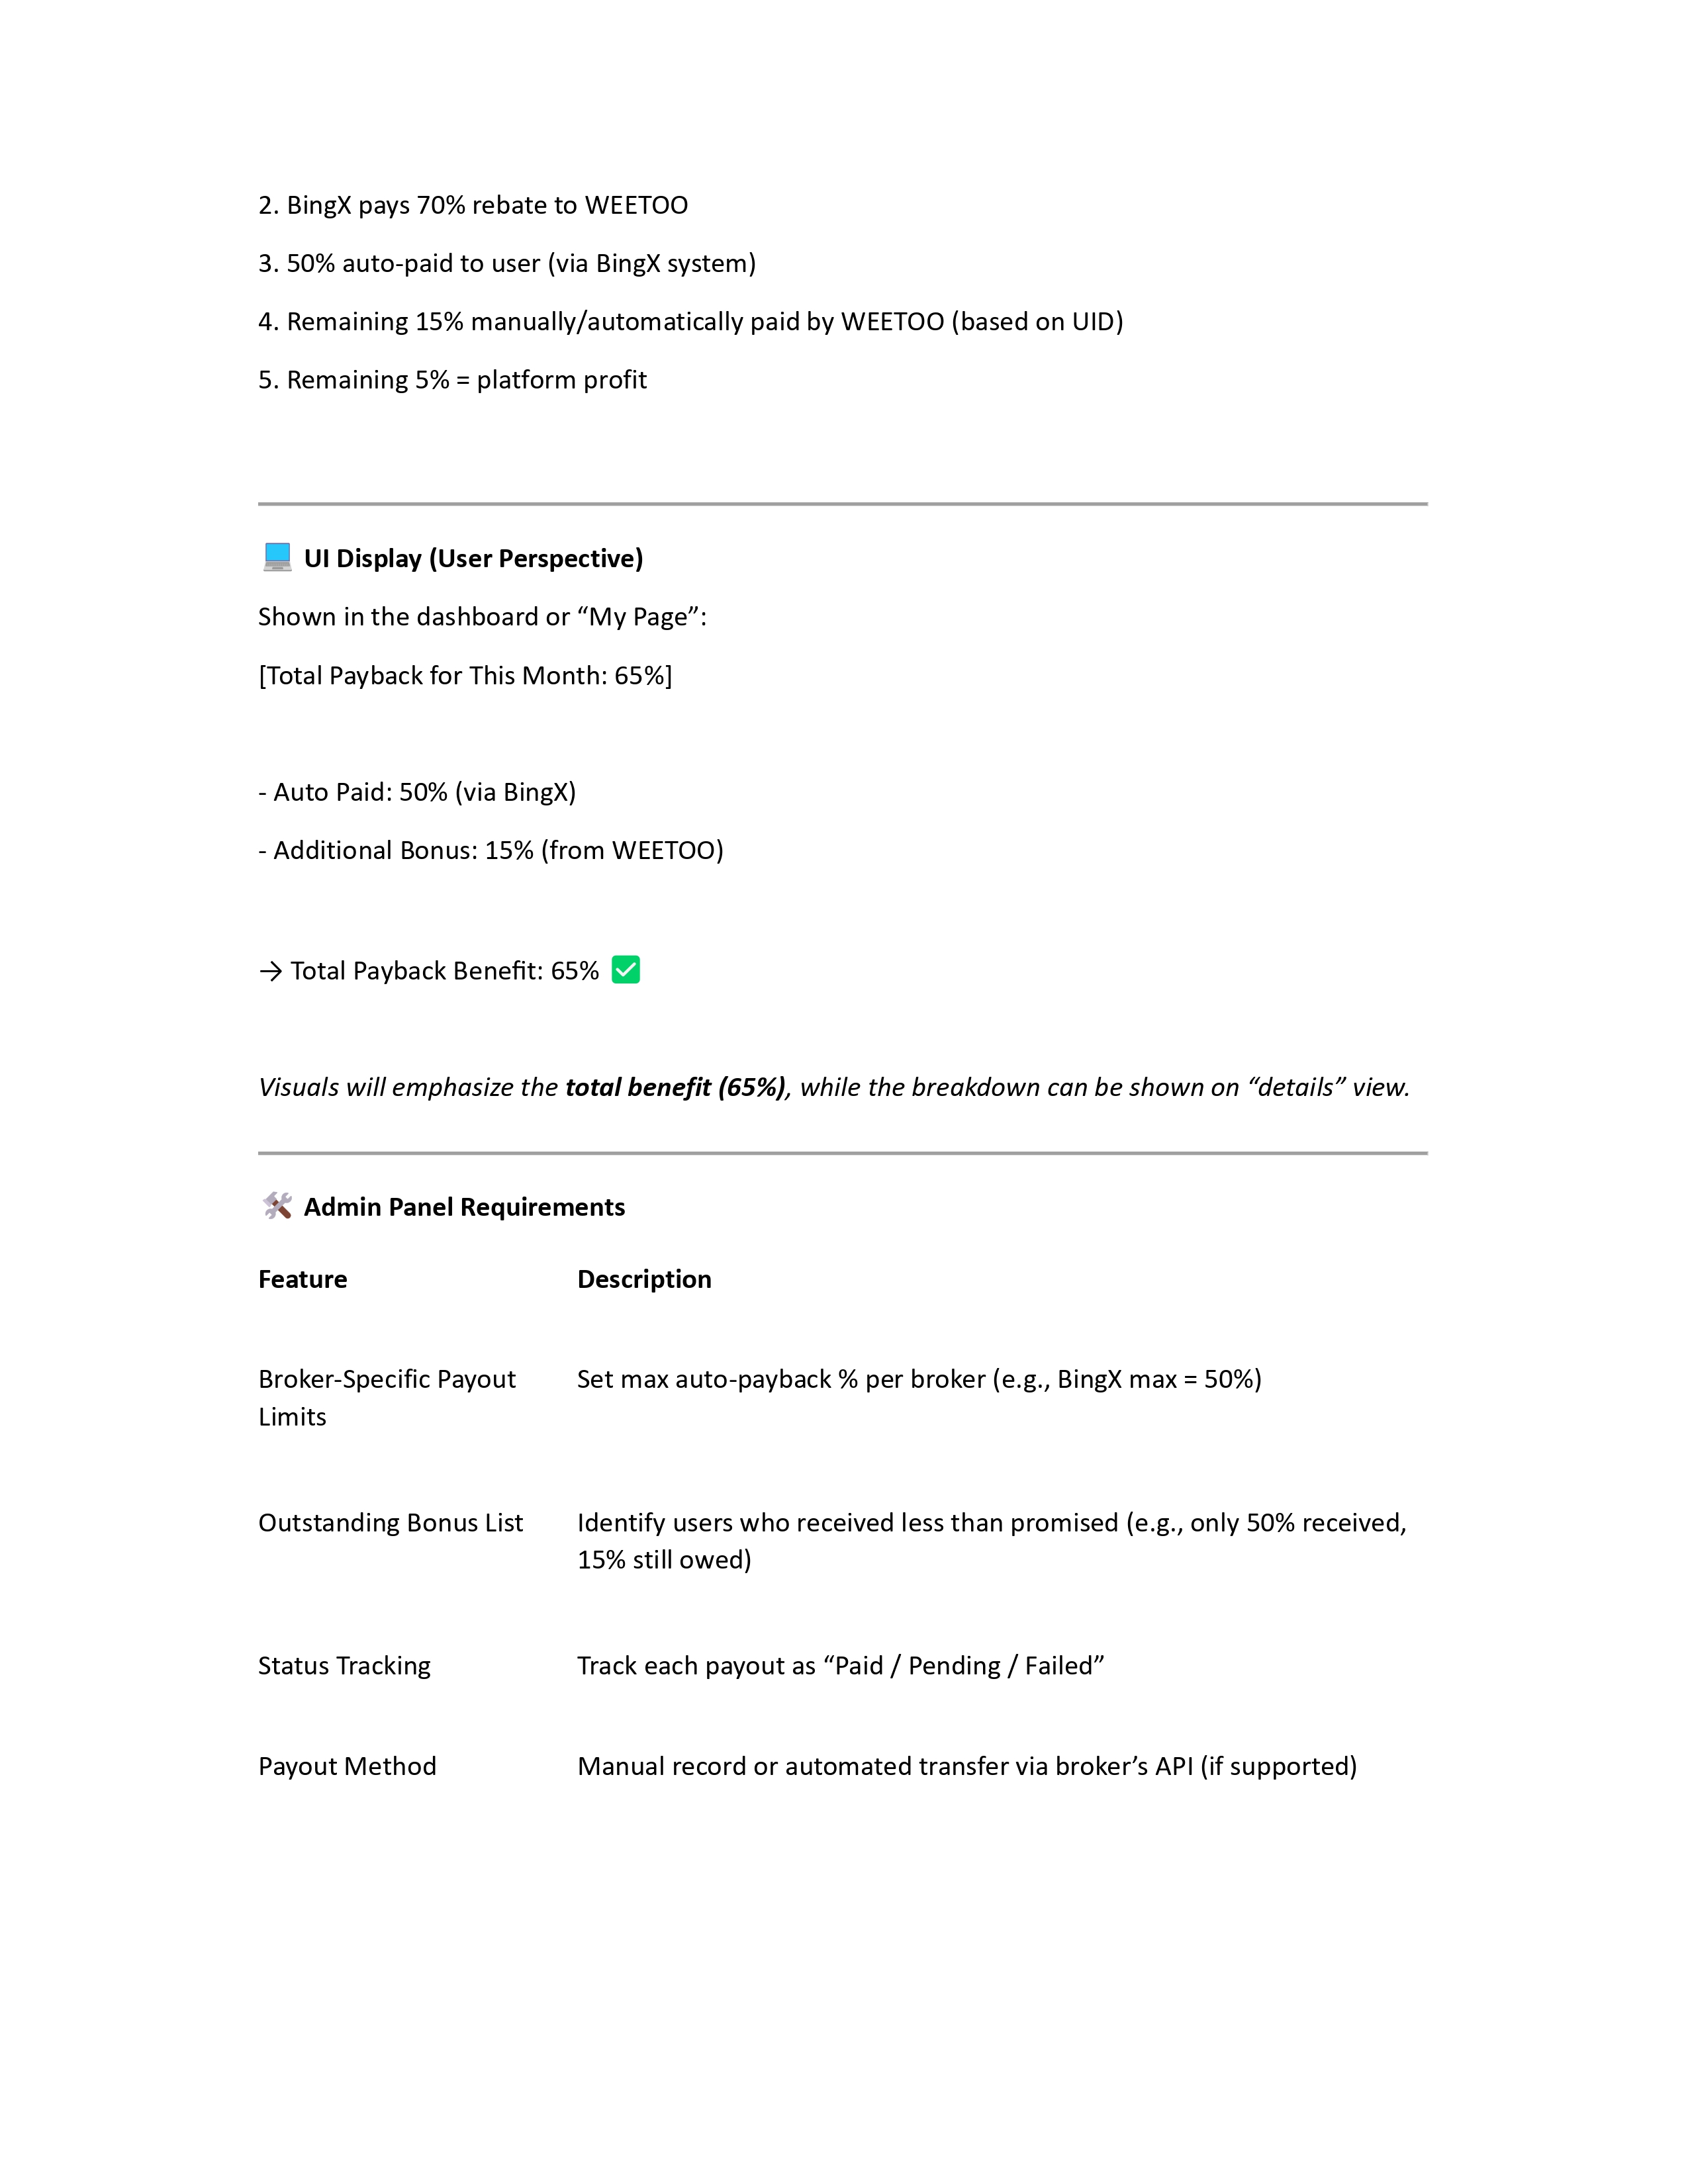 2. BingX pays 70% rebate to WEETOO
3. 50% auto-paid to user (via BingX system)
4. Remaining 15% manually/automatically paid by WEETOO (based on UID)
5. Remaining 5% = platform profit
💻 UI Display (User Perspective)
Shown in the dashboard or “My Page”:
[Total Payback for This Month: 65%]
- Auto Paid: 50% (via BingX)
- Additional Bonus: 15% (from WEETOO)
→ Total Payback Benefit: 65% ✅
Visuals will emphasize the total benefit (65%), while the breakdown can be shown on “details” view.
🛠 Admin Panel Requirements
Feature Description
Broker-Specific Payout Set max auto-payback % per broker (e.g., BingX max = 50%)
Limits
Outstanding Bonus List Identify users who received less than promised (e.g., only 50% received,
15% still owed)
Status Tracking Track each payout as “Paid / Pending / Failed”
Payout Method Manual record or automated transfer via broker’s API (if supported)